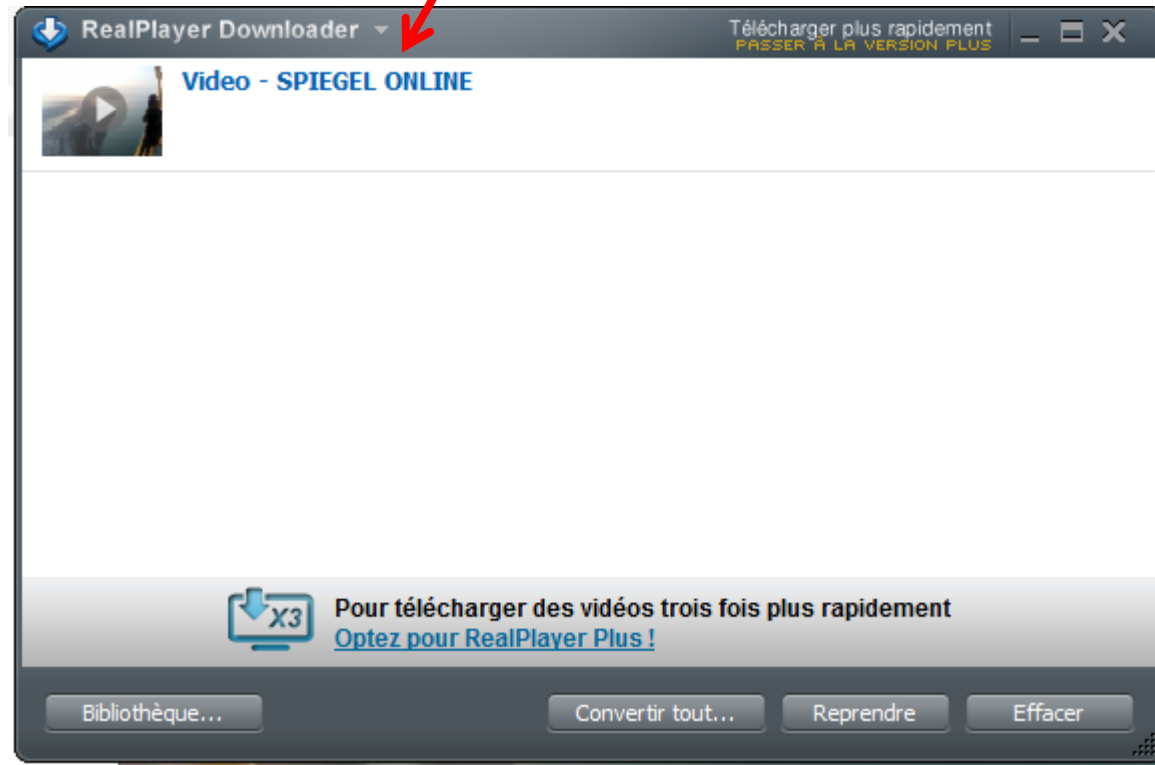 RealPlayer Downloader
Télécharger plus rapidement
PASSER À LA VERSION PLUS
Video - SPIEGEL ONLINE
X3
Pour télécharger des vidéos trois fois plus rapidement
Optez pour RealPlayer Plus !
Bibliothèque...
Convertir tout...
Reprendre
Effacer